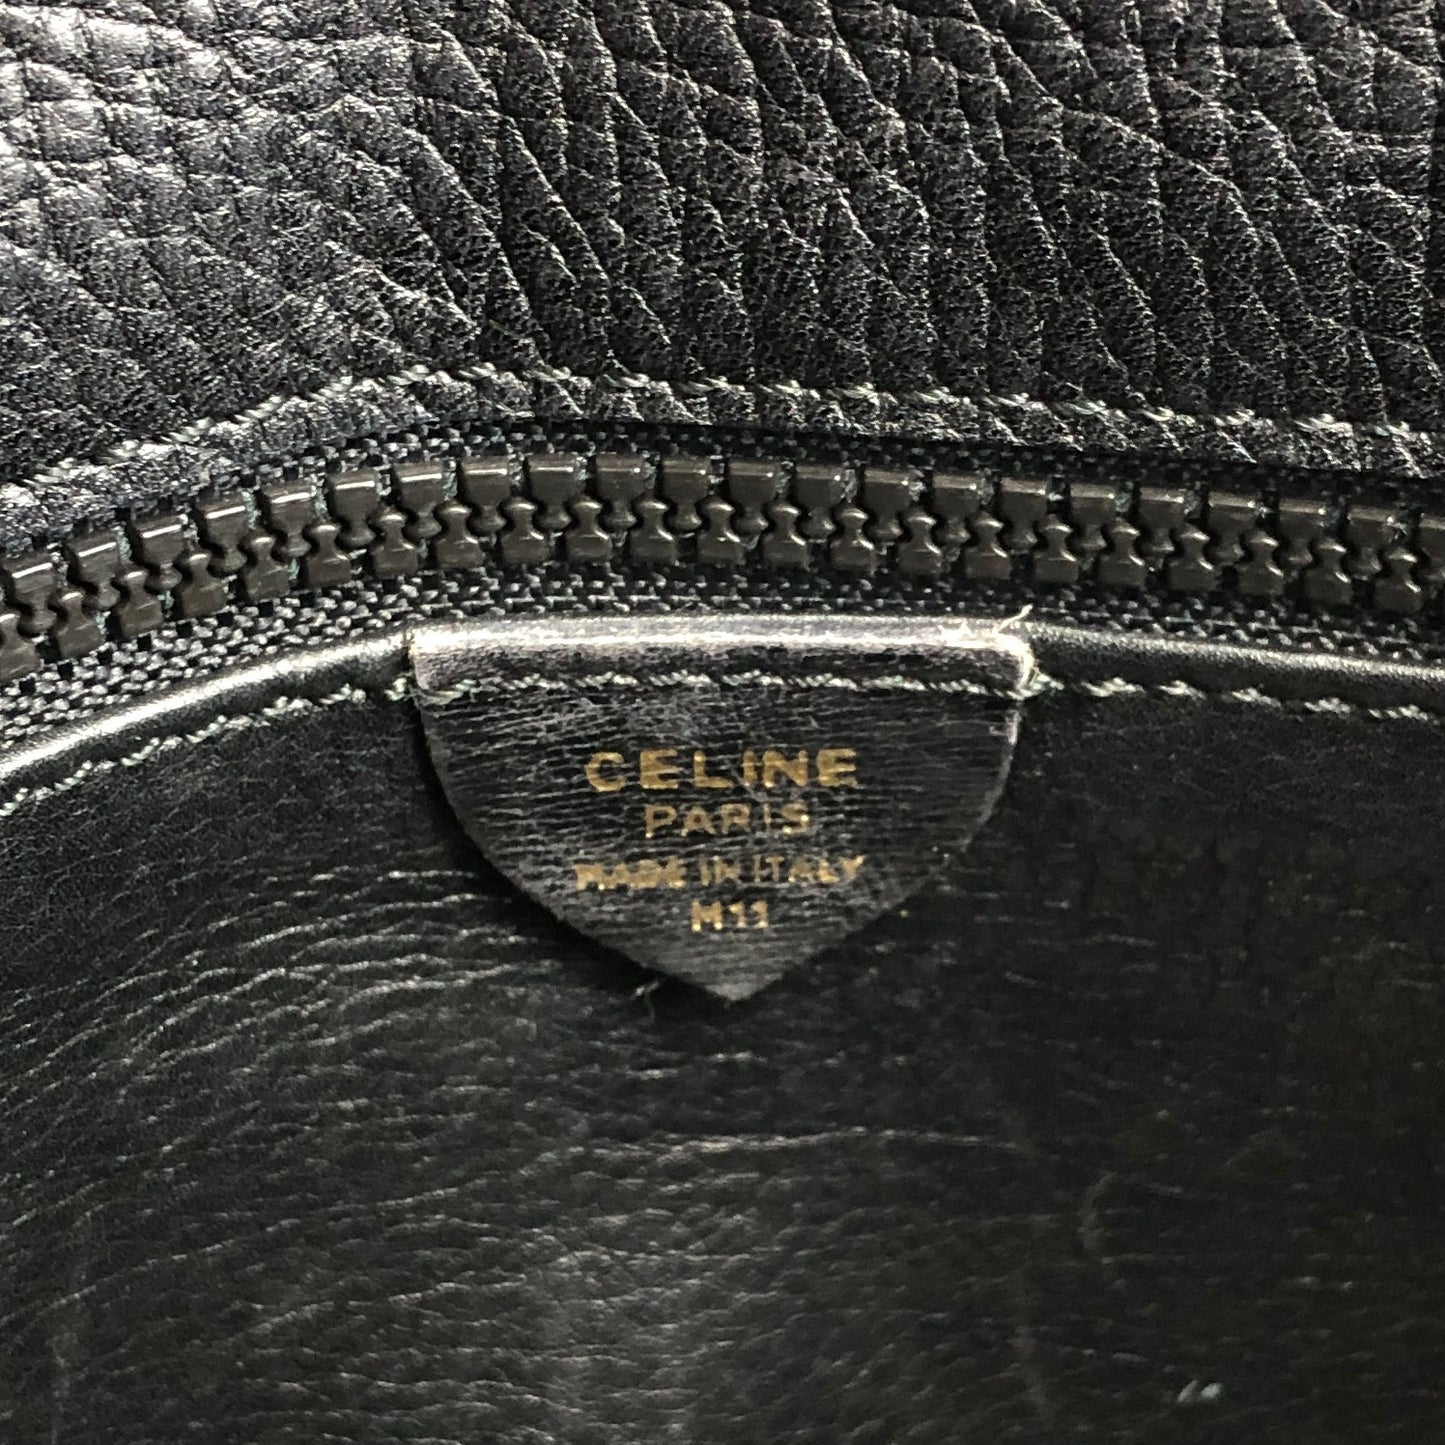 CELINE
PARIS
MADE IN ITALY
M11